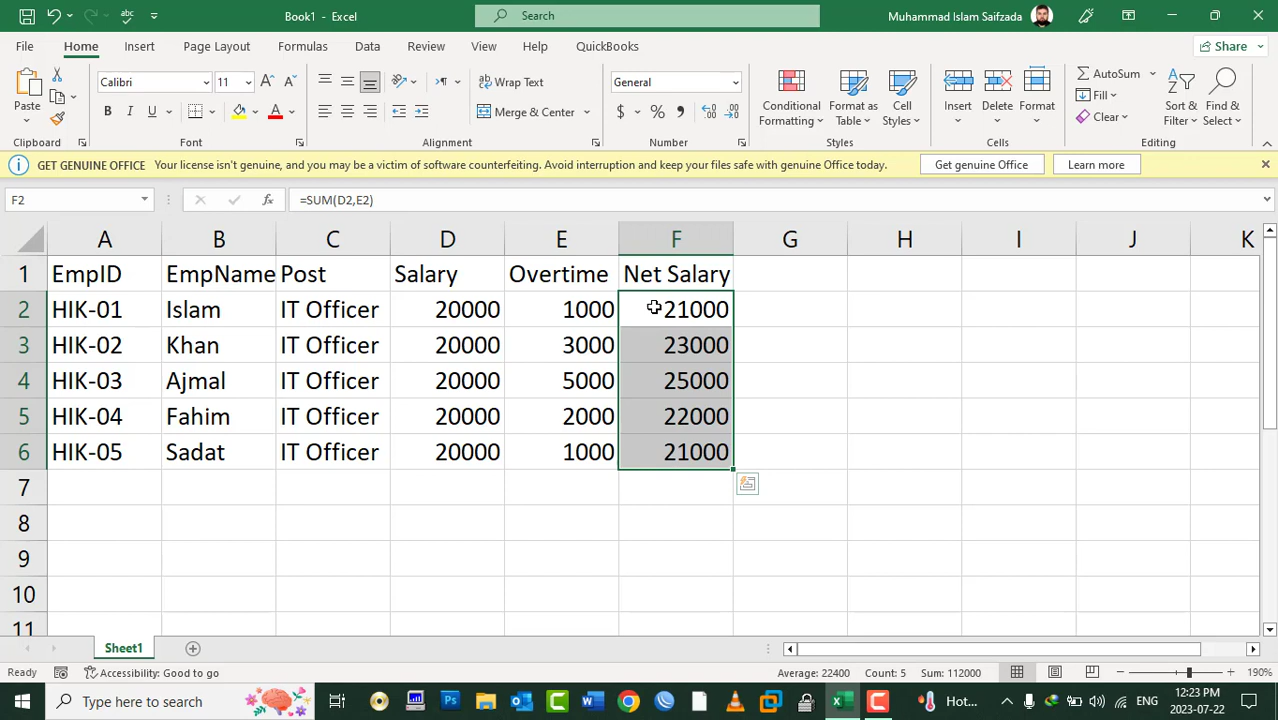 Book1 - Excel
Search
Muhammad Islam Saifzada
File Home Insert Page Layout Formulas Data Review View Help QuickBooks Share
Paste
Calibri 11
Wrap Text
General
Merge & Center
Conditional Formatting
Format as Table
Cell Styles
Insert
Delete
Format
AutoSum
Fill
Clear
Sort & Filter
Find & Select
Clipboard Font Alignment Number Styles Cells Editing
GET GENUINE OFFICE Your license isn't genuine, and you may be a victim of software counterfeiting. Avoid interruption and keep your files safe with genuine Office today. Get genuine Office Learn more
F2 fx =SUM(D2,E2)
A B C D E F G H I J K
1 EmpID EmpName Post Salary Overtime Net Salary
2 HIK-01 Islam IT Officer 20000 1000 21000
3 HIK-02 Khan IT Officer 20000 3000 23000
4 HIK-03 Ajmal IT Officer 20000 5000 25000
5 HIK-04 Fahim IT Officer 20000 2000 22000
6 HIK-05 Sadat IT Officer 20000 1000 21000
7
8
9
10
11
Sheet1
Ready Accessibility: Good to go Average: 22400 Count: 5 Sum: 112000 190%
Type here to search
Hot...
ENG
12:23 PM
2023-07-22